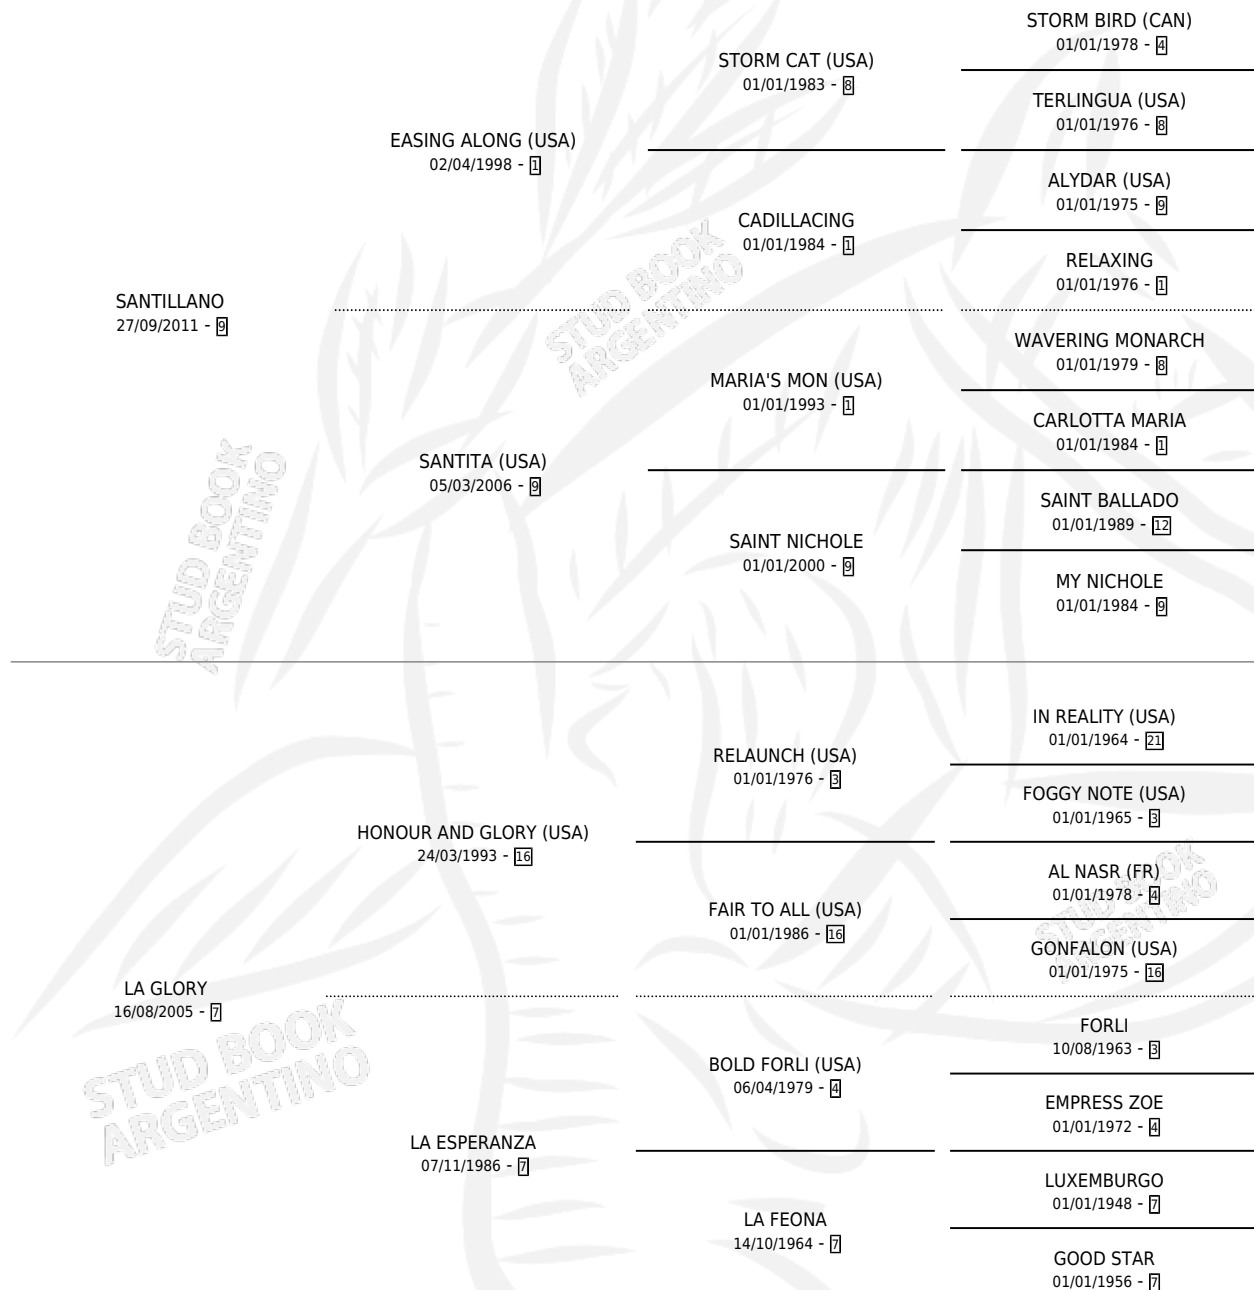 STORM BIRD (CAN)
01/01/1978 - 4
STORM CAT (USA)
01/01/1983 - 8
TERLINGUA (USA)
01/01/1976 - 8
EASING ALONG (USA)
02/04/1998 - 1
ALYDAR (USA)
01/01/1975 - 9
CADILLACING
01/01/1984 - 1
RELAXING
01/01/1976 - 1
SANTILLANO
27/09/2011 - 9
WAVERING MONARCH
01/01/1979 - 8
MARIA'S MON (USA)
01/01/1993 - 1
CARLOTTA MARIA
01/01/1984 - 1
SANTITA (USA)
05/03/2006 - 9
SAINT BALLADO
01/01/1989 - 12
SAINT NICHOLE
01/01/2000 - 9
MY NICHOLE
01/01/1984 - 9
STUD BOOK
ARGENTINO
STUD BOOK
ARGENTINO
IN REALITY (USA)
01/01/1964 - 21
RELAUNCH (USA)
01/01/1976 - 3
FOGGY NOTE (USA)
01/01/1965 - 3
HONOUR AND GLORY (USA)
24/03/1993 - 16
AL NASR (FR)
01/01/1978 - 4
FAIR TO ALL (USA)
01/01/1986 - 16
GONFALON (USA)
01/01/1975 - 16
STUD BOOK
ARGENTINO
LA GLORY
16/08/2005 - 7
FORLI
10/08/1963 - 3
BOLD FORLI (USA)
06/04/1979 - 4
EMPRESS ZOE
01/01/1972 - 4
LA ESPERANZA
07/11/1986 - 7
LUXEMBURGO
01/01/1948 - 7
LA FEONA
14/10/1964 - 7
GOOD STAR
01/01/1956 - 7
STUD BOOK
ARGENTINO